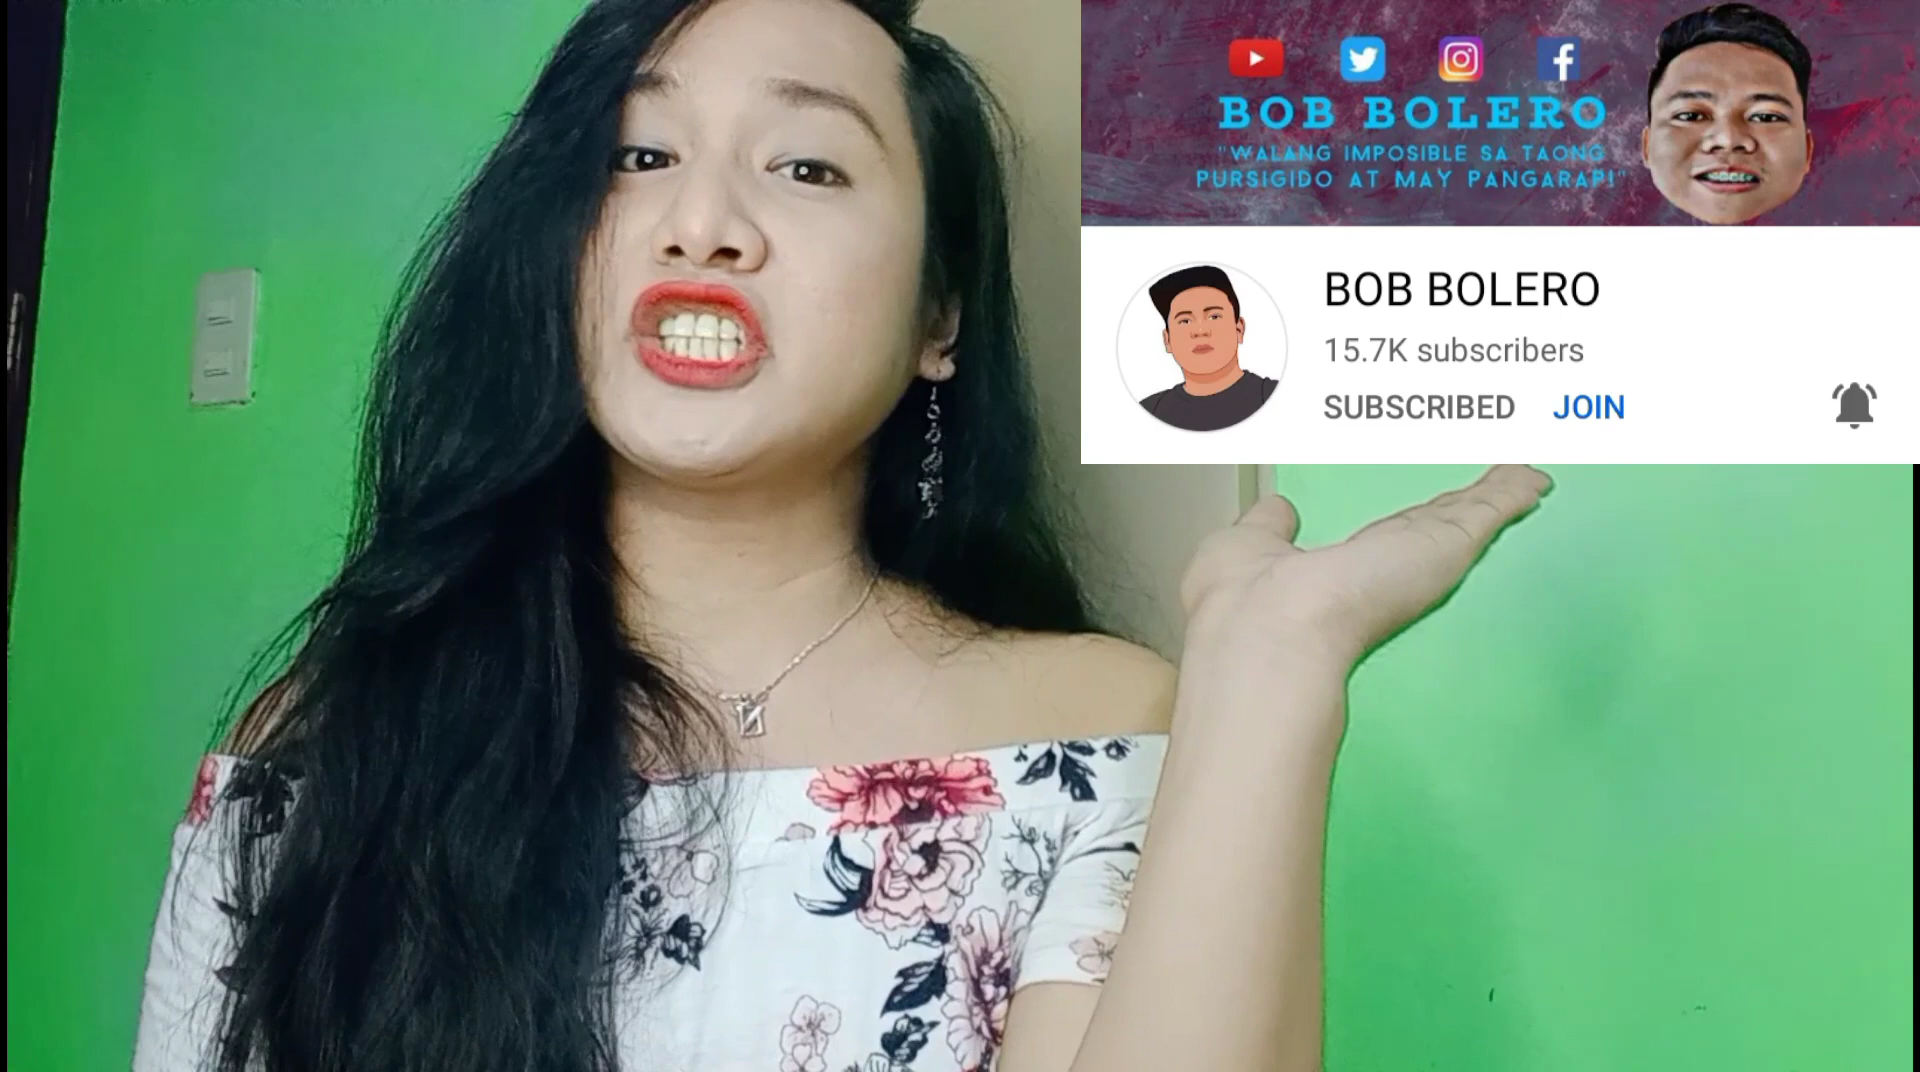 BOB BOLERO
"WALANG IMPOSIBLE SA TAONG
PURSIGIDO AT MAY PANGARAP!"
BOB BOLERO
15.7K subscribers
SUBSCRIBED JOIN